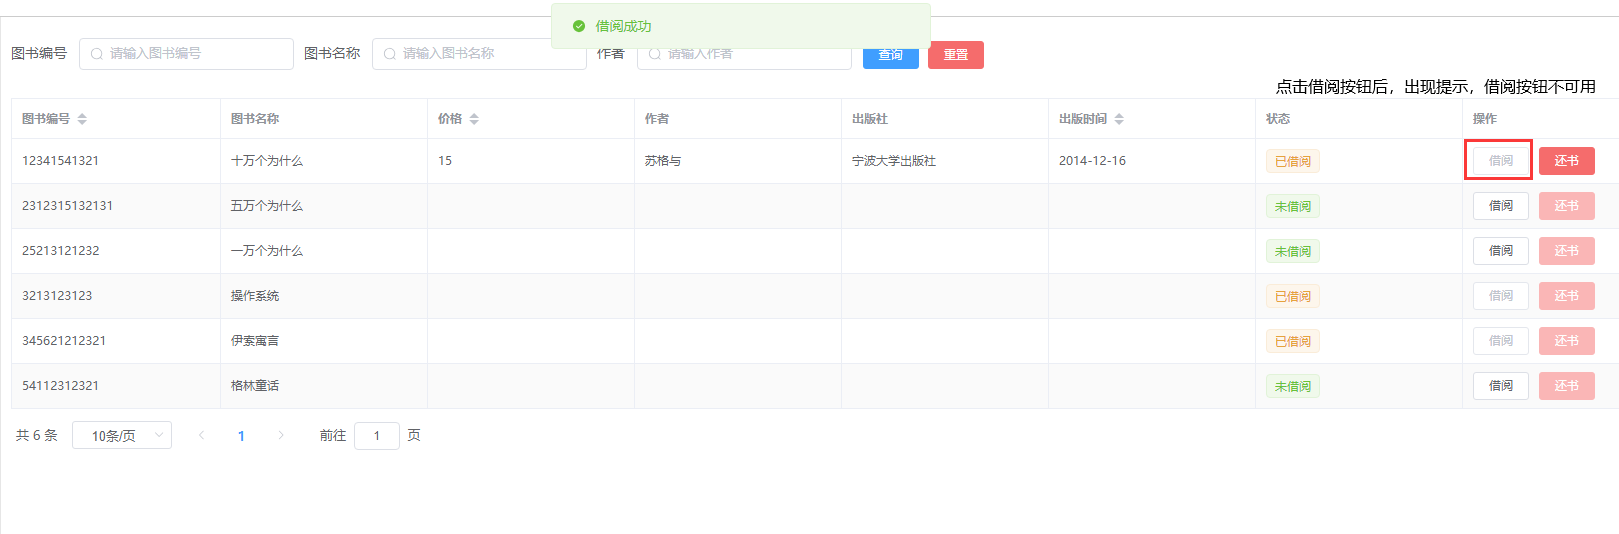 借阅成功
图书编号 请输入图书编号 图书名称 请输入图书名称 作者 请输入作者 查询 重置
点击借阅按钮后，出现提示，借阅按钮不可用
图书编号 图书名称 价格 作者 出版社 出版时间 状态 操作
12341541321 十万个为什么 15 苏格与 宁波大学出版社 2014-12-16 已借阅 借阅 还书
2312315132131 五万个为什么 未借阅 借阅 还书
25213121232 一万个为什么 未借阅 借阅 还书
3213123123 操作系统 已借阅 借阅 还书
345621212321 伊索寓言 已借阅 借阅 还书
54112312321 格林童话 未借阅 借阅 还书
共 6 条 10条/页 1 前往 1 页